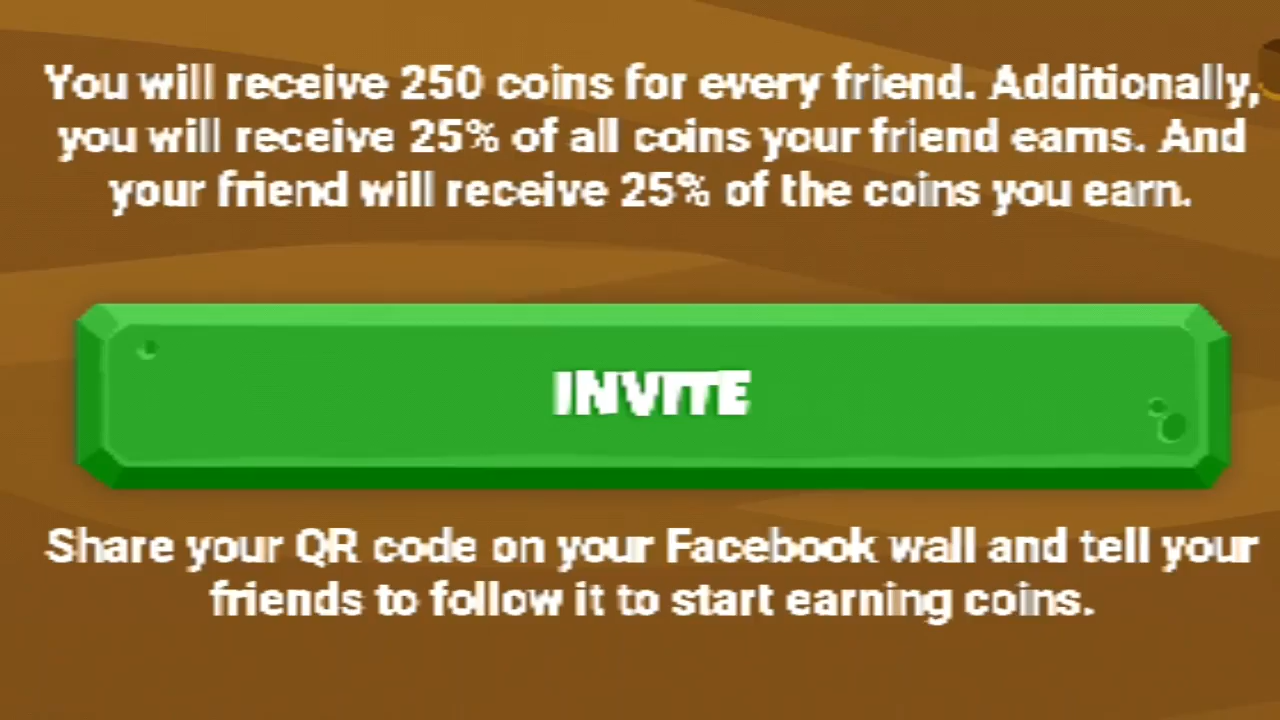 You will receive 250 coins for every friend. Additionally,
you will receive 25% of all coins your friend earns. And
your friend will receive 25% of the coins you earn.
INVITE
Share your QR code on your Facebook wall and tell your
friends to follow it to start earning coins.